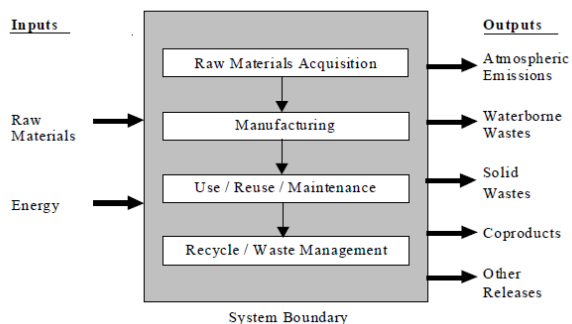 Inputs
Outputs
Raw Materials Acquisition
Manufacturing
Use / Reuse / Maintenance
Recycle / Waste Management
Raw
Materials
Energy
Atmospheric
Emissions
Waterborne
Wastes
Solid
Wastes
Coproducts
Other
Releases
System Boundary